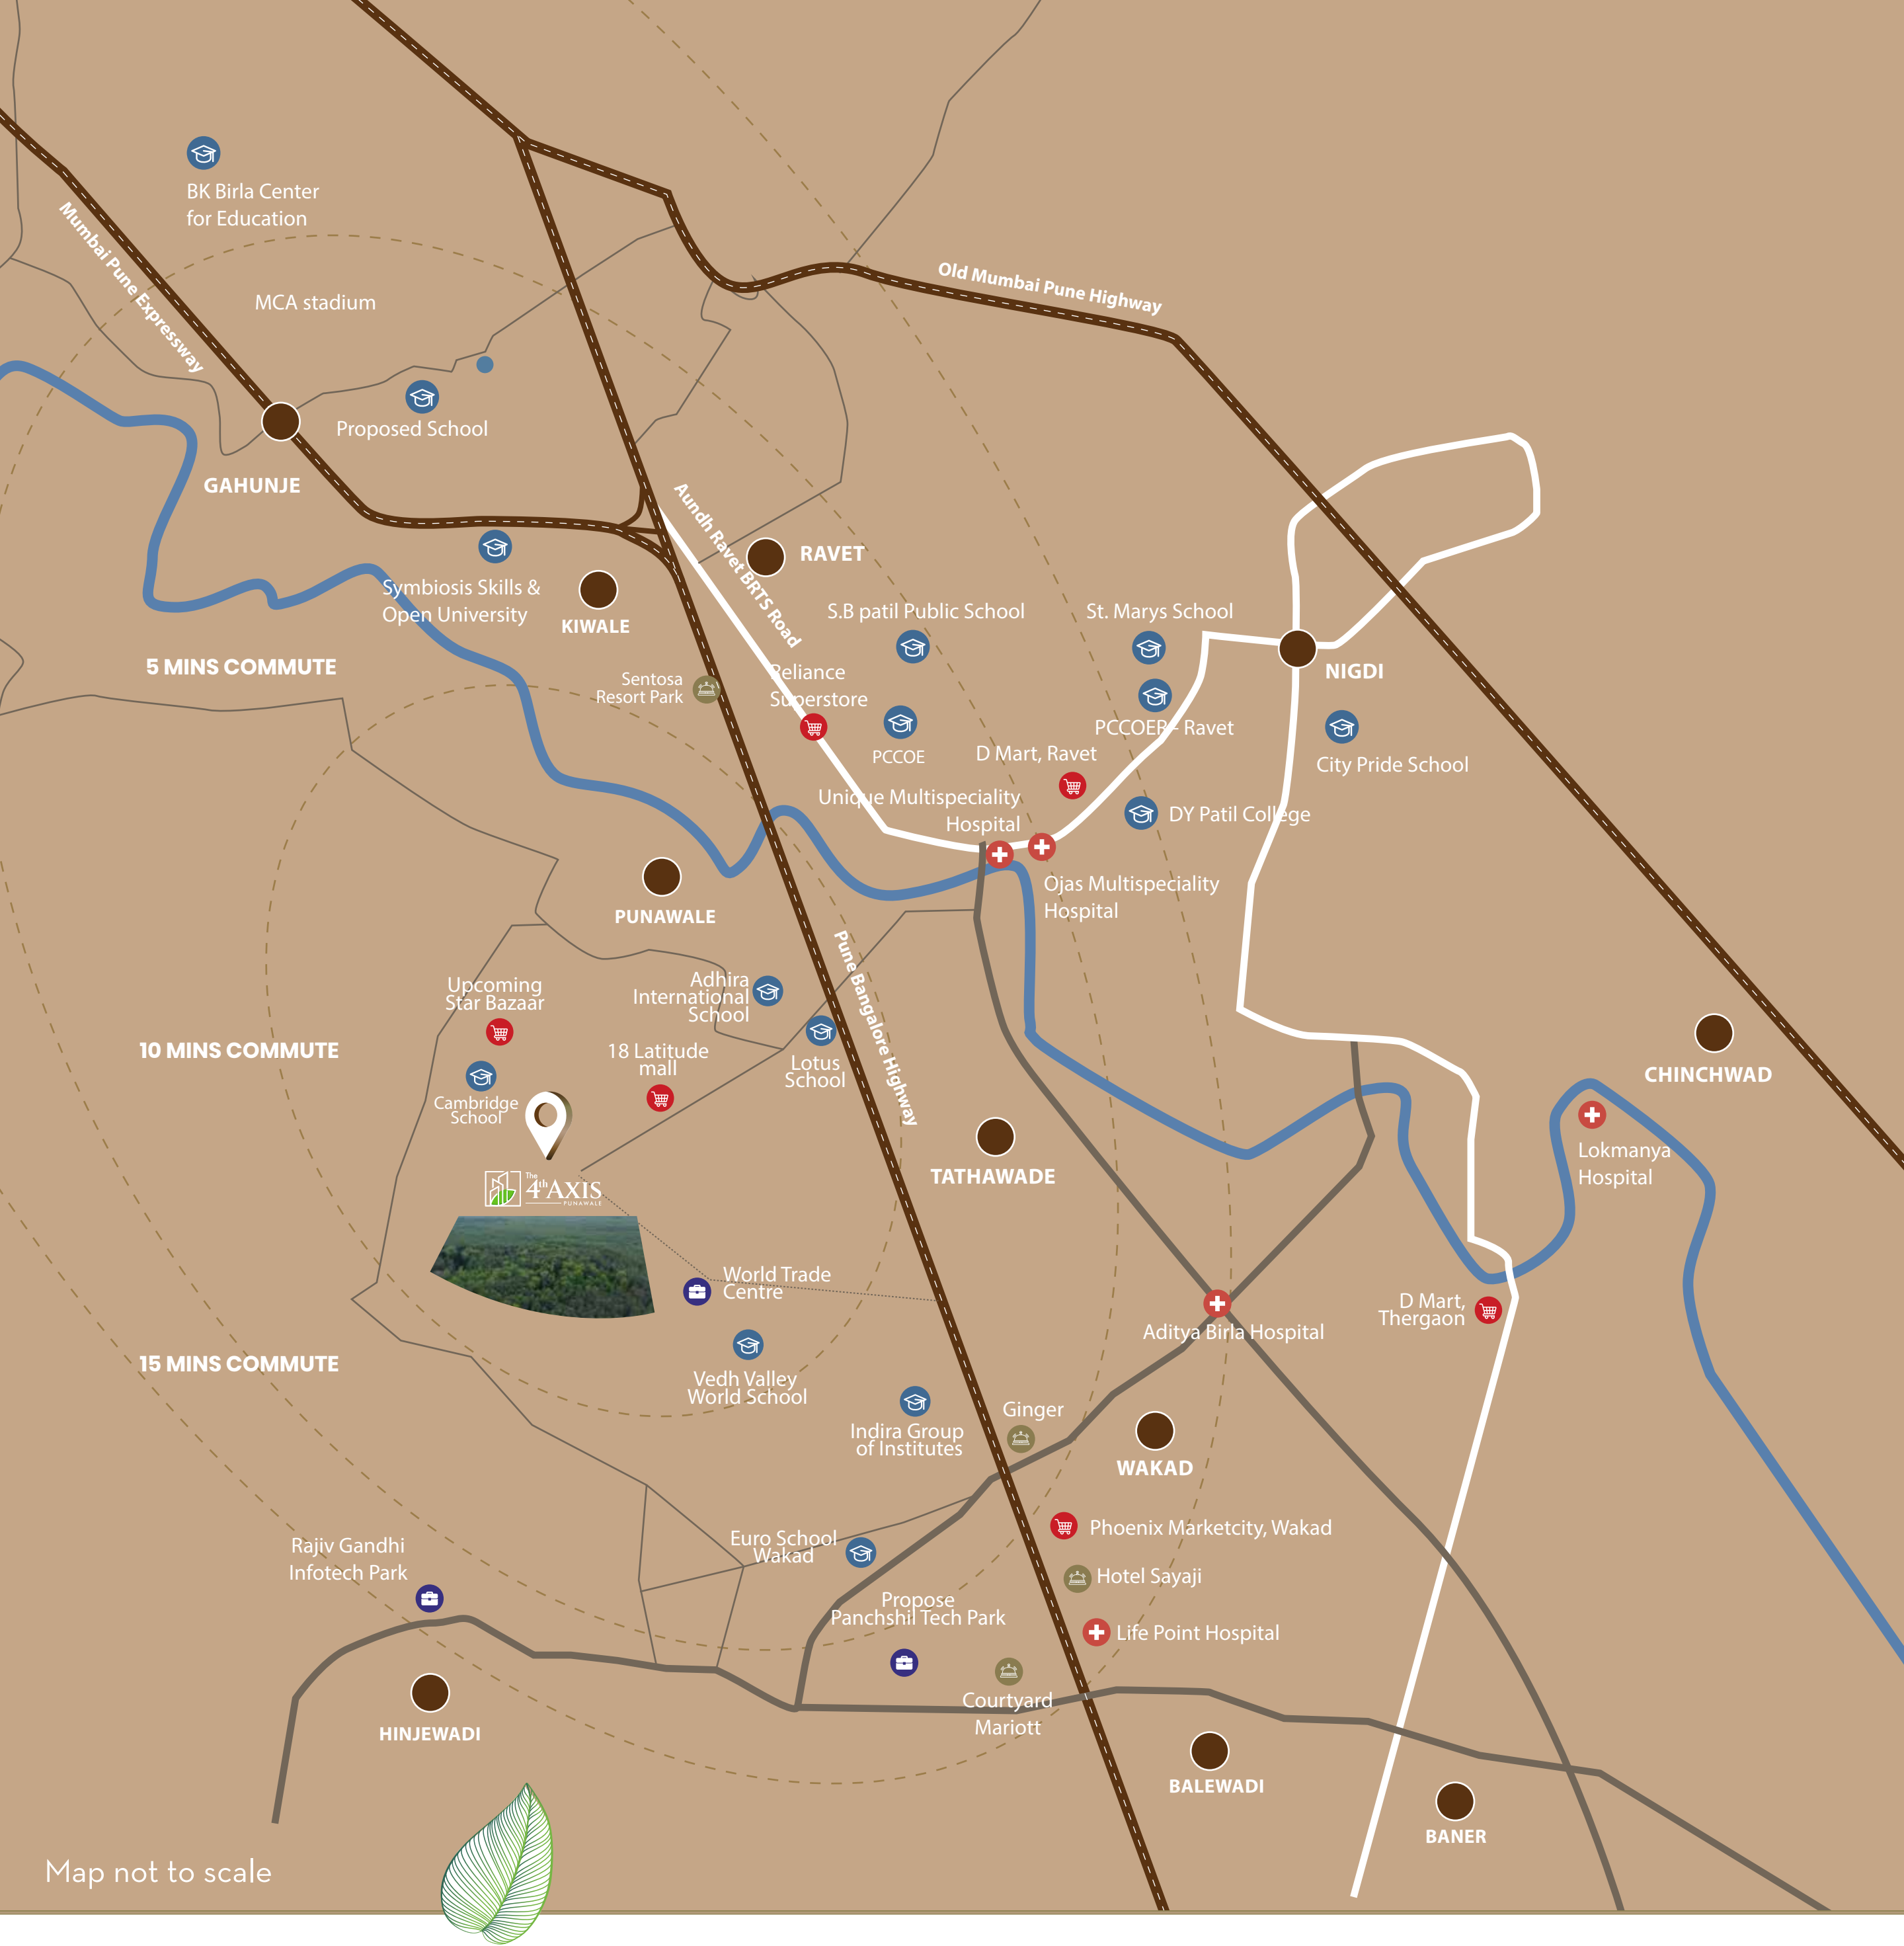 BK Birla Center
for Education
Mumbai Pune Expressway
MCA stadium
Old Mumbai Pune Highway
Proposed School
GAHUNJE
Aundh Ravet BRTS Road
RAVET
Symbiosis Skills &
Open University
KIWALE
S.B patil Public School
St. Marys School
NIGDI
5 MINS COMMUTE
Sentosa
Resort Park
Reliance
Superstore
PCCOE
PCCOER - Ravet
D Mart, Ravet
City Pride School
Unique Multispeciality
Hospital
DY Patil College
Ojas Multispeciality
Hospital
PUNAWALE
Pune Bangalore Highway
Upcoming
Star Bazaar
Adhira
International
School
10 MINS COMMUTE
18 Latitude
mall
Lotus
School
Cambridge
School
CHINCHWAD
Lokmanya
Hospital
TATHAWADE
The
4th AXIS
PUNAWALE
World Trade
Centre
D Mart,
Thergaon
Aditya Birla Hospital
15 MINS COMMUTE
Vedh Valley
World School
Indira Group
of Institutes
Ginger
WAKAD
Phoenix Marketcity, Wakad
Euro School
Wakad
Rajiv Gandhi
Infotech Park
Hotel Sayaji
Propose
Panchshil Tech Park
Life Point Hospital
Courtyard
Mariott
HINJEWADI
BALEWADI
BANER
Map not to scale